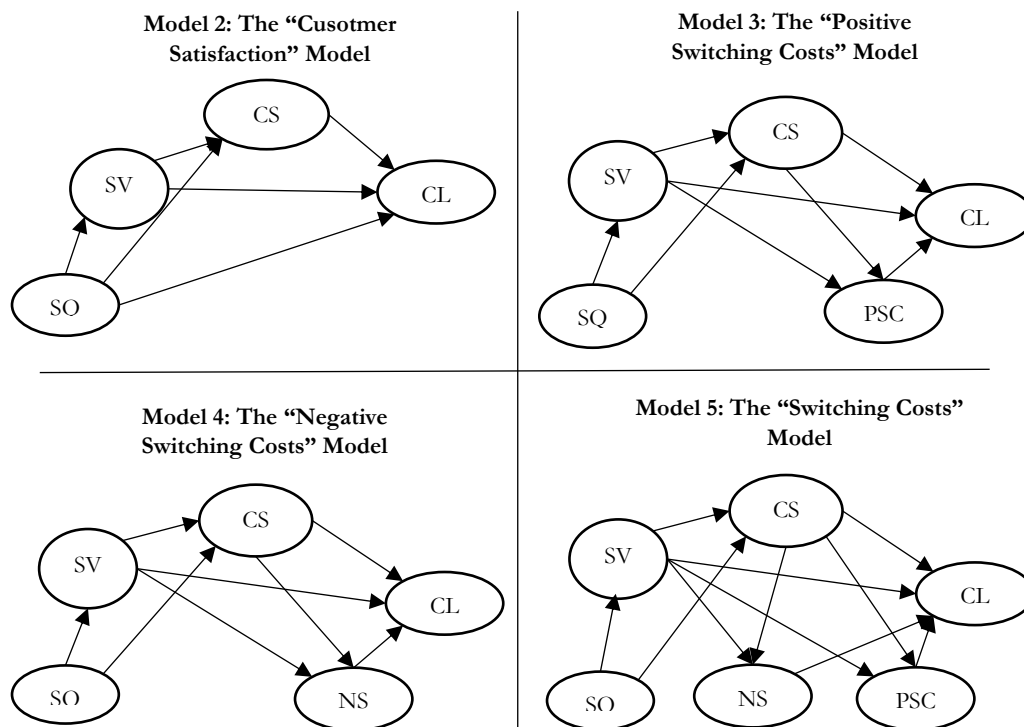 Model 2: The “Cusotmer
Satisfaction” Model
CS
SV
CL
SO
Model 3: The “Positive
Switching Costs” Model
CS
SV
CL
SQ
PSC
Model 4: The “Negative
Switching Costs” Model
CS
SV
CL
SO
NS
Model 5: The “Switching Costs”
Model
CS
SV
CL
SO
NS
PSC